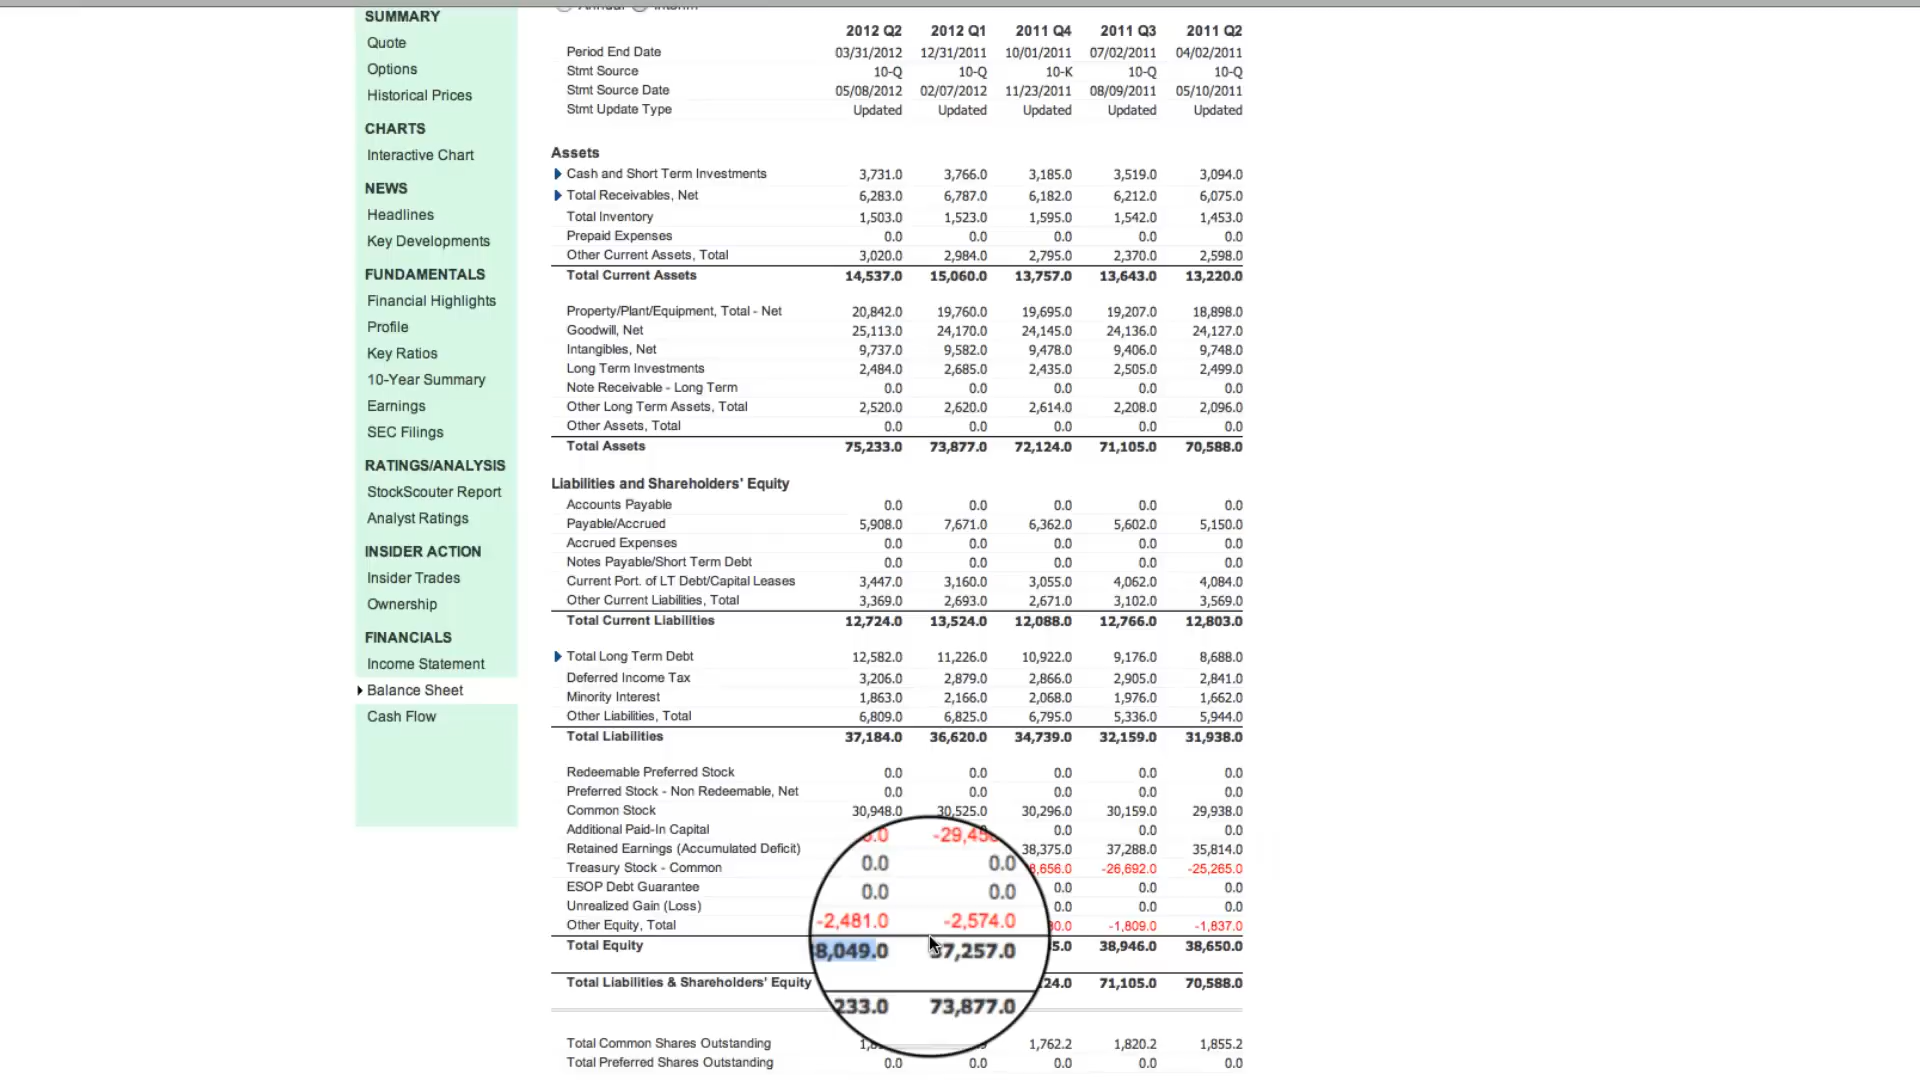 SUMMARY
Quote
Options
Historical Prices
CHARTS
Interactive Chart
NEWS
Headlines
Key Developments
FUNDAMENTALS
Financial Highlights
Profile
Key Ratios
10-Year Summary
Earnings
SEC Filings
RATINGS/ANALYSIS
StockScouter Report
Analyst Ratings
INSIDER ACTION
Insider Trades
Ownership
FINANCIALS
Income Statement
Balance Sheet
Cash Flow
2012 Q2 2012 Q1 2011 Q4 2011 Q3 2011 Q2
Period End Date 03/31/2012 12/31/2011 10/01/2011 07/02/2011 04/02/2011
Stmt Source 10-Q 10-Q 10-K 10-Q 10-Q
Stmt Source Date 05/08/2012 02/07/2012 11/23/2011 08/09/2011 05/10/2011
Stmt Update Type Updated Updated Updated Updated Updated
Assets
Cash and Short Term Investments 3,731.0 3,766.0 3,185.0 3,519.0 3,094.0
Total Receivables, Net 6,283.0 6,787.0 6,182.0 6,212.0 6,075.0
Total Inventory 1,503.0 1,523.0 1,595.0 1,542.0 1,453.0
Prepaid Expenses 0.0 0.0 0.0 0.0 0.0
Other Current Assets, Total 3,020.0 2,984.0 2,795.0 2,370.0 2,598.0
Total Current Assets 14,537.0 15,060.0 13,757.0 13,643.0 13,220.0
Property/Plant/Equipment, Total - Net 20,842.0 19,760.0 19,695.0 19,207.0 18,898.0
Goodwill, Net 25,113.0 24,170.0 24,145.0 24,136.0 24,127.0
Intangibles, Net 9,737.0 9,582.0 9,478.0 9,406.0 9,748.0
Long Term Investments 2,484.0 2,685.0 2,435.0 2,505.0 2,499.0
Note Receivable - Long Term 0.0 0.0 0.0 0.0 0.0
Other Long Term Assets, Total 2,520.0 2,620.0 2,614.0 2,208.0 2,096.0
Other Assets, Total 0.0 0.0 0.0 0.0 0.0
Total Assets 75,233.0 73,877.0 72,124.0 71,105.0 70,588.0
Liabilities and Shareholders' Equity
Accounts Payable 0.0 0.0 0.0 0.0 0.0
Payable/Accrued 5,908.0 7,671.0 6,362.0 5,602.0 5,150.0
Accrued Expenses 0.0 0.0 0.0 0.0 0.0
Notes Payable/Short Term Debt 0.0 0.0 0.0 0.0 0.0
Current Port. of LT Debt/Capital Leases 3,447.0 3,160.0 3,055.0 4,062.0 4,084.0
Other Current Liabilities, Total 3,369.0 2,693.0 2,671.0 3,102.0 3,569.0
Total Current Liabilities 12,724.0 13,524.0 12,088.0 12,766.0 12,803.0
Total Long Term Debt 12,582.0 11,226.0 10,922.0 9,176.0 8,688.0
Deferred Income Tax 3,206.0 2,879.0 2,866.0 2,905.0 2,841.0
Minority Interest 1,863.0 2,166.0 2,068.0 1,976.0 1,662.0
Other Liabilities, Total 6,809.0 6,825.0 6,795.0 5,336.0 5,944.0
Total Liabilities 37,184.0 36,620.0 34,739.0 32,159.0 31,938.0
Redeemable Preferred Stock 0.0 0.0 0.0 0.0 0.0
Preferred Stock - Non Redeemable, Net 0.0 0.0 0.0 0.0 0.0
Common Stock 30,948.0 30,525.0 30,296.0 30,159.0 29,938.0
Additional Paid-In Capital 0.0 0.0 0.0
Retained Earnings (Accumulated Deficit) 38,375.0 37,288.0 35,814.0
Treasury Stock - Common 0.0 0.0 -26,692.0 -25,265.0
ESOP Debt Guarantee 0.0 0.0 0.0 0.0 0.0
Unrealized Gain (Loss) 0.0 0.0 0.0
Other Equity, Total -2,481.0 -2,574.0 -1,809.0 -1,837.0
Total Equity 8,049.0 37,257.0 5.0 38,946.0 38,650.0
Total Liabilities & Shareholders' Equity 233.0 73,877.0 24.0 71,105.0 70,588.0
Total Common Shares Outstanding 1,762.2 1,820.2 1,855.2
Total Preferred Shares Outstanding 0.0 0.0 0.0 0.0 0.0